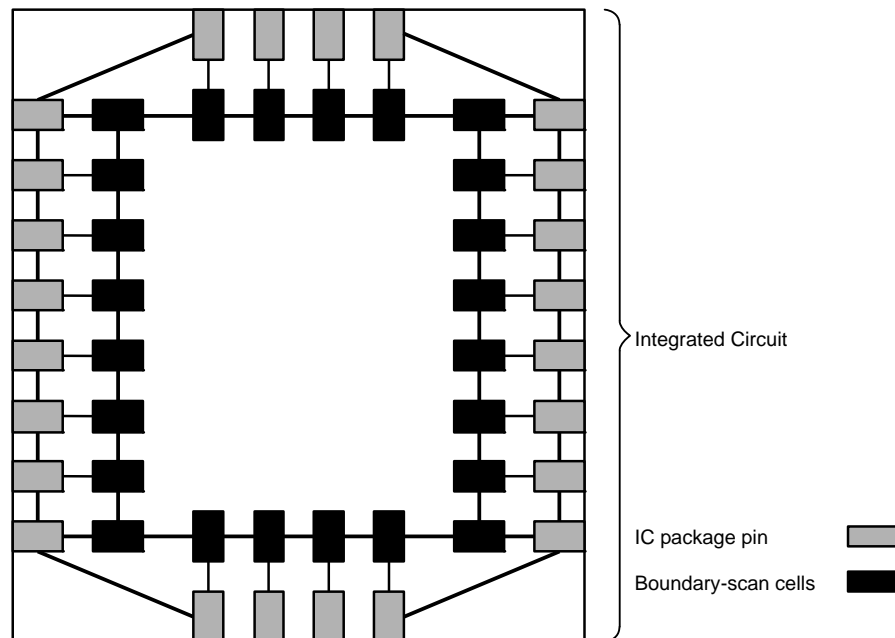 Integrated Circuit
IC package pin
Boundary-scan cells